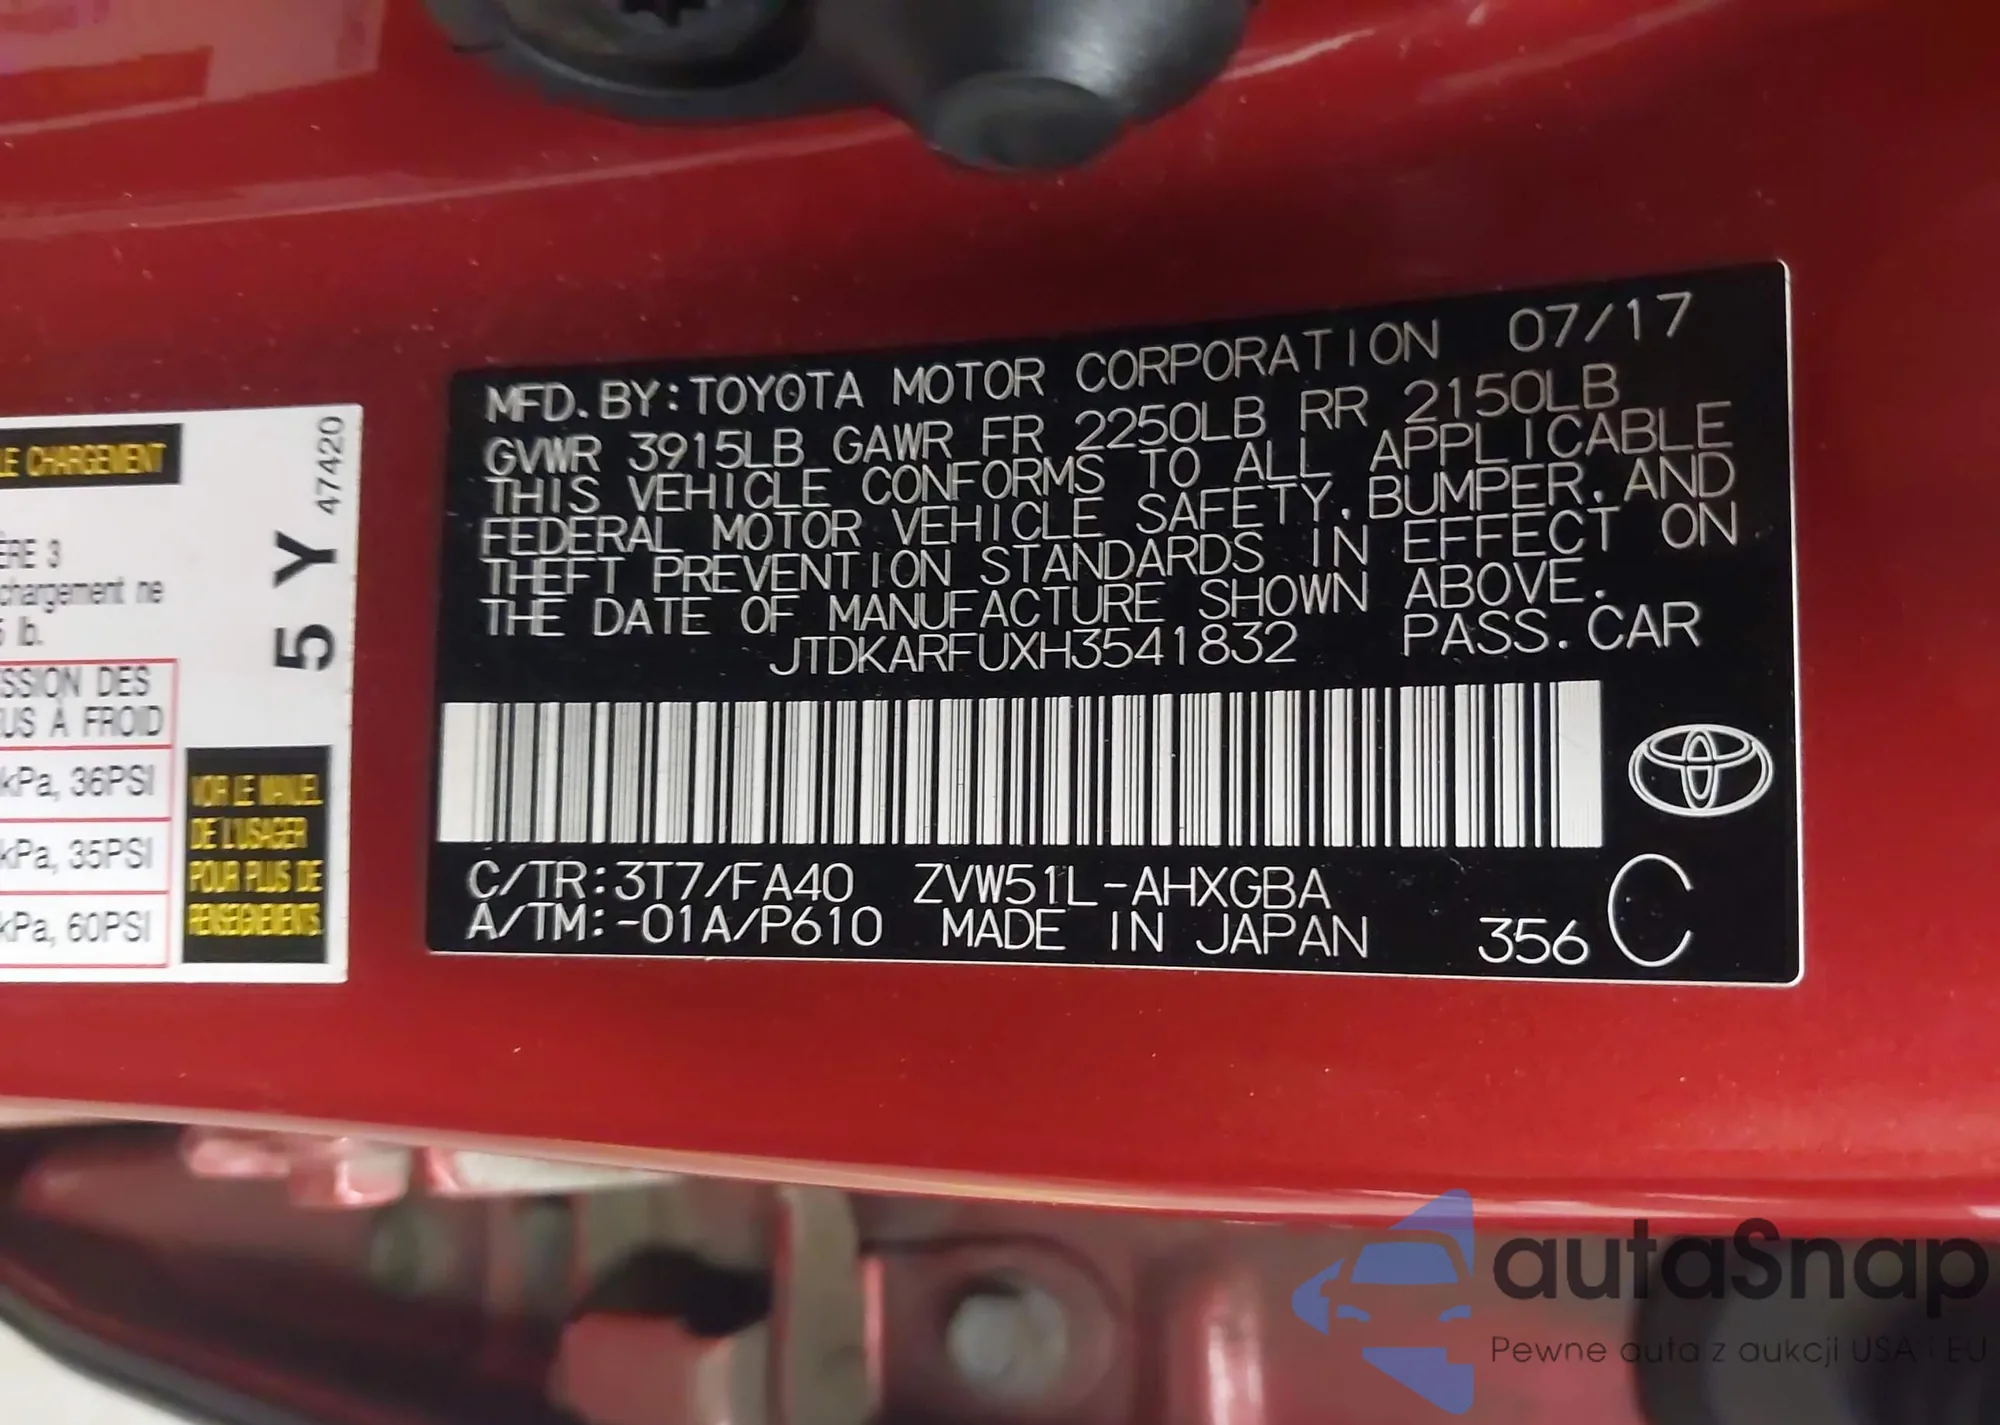 LE CHARGEMENT
47420
5 Y
ÈRE 3
chargement ne
lb.
SSION DES
US À FROID
kPa, 36PSI
kPa, 35PSI
kPa, 60PSI
VOIR LE MANUEL
DE L'USAGER
POUR PLUS DE
RENSEIGNEMENTS.
MFD. BY: TOYOTA MOTOR CORPORATION 07/17
GVWR 3915LB GAWR FR 2250LB RR 2150LB
THIS VEHICLE CONFORMS TO ALL APPLICABLE
FEDERAL MOTOR VEHICLE SAFETY, BUMPER, AND
THEFT PREVENTION STANDARDS IN EFFECT ON
THE DATE OF MANUFACTURE SHOWN ABOVE.
JTDKARFUXH3541832 PASS. CAR
C/TR: 3T7/FA40 ZVW51L-AHXGBA
A/TM: -01A/P610 MADE IN JAPAN 356 C
autaSnap
Pewne auta z aukcji USA i EU